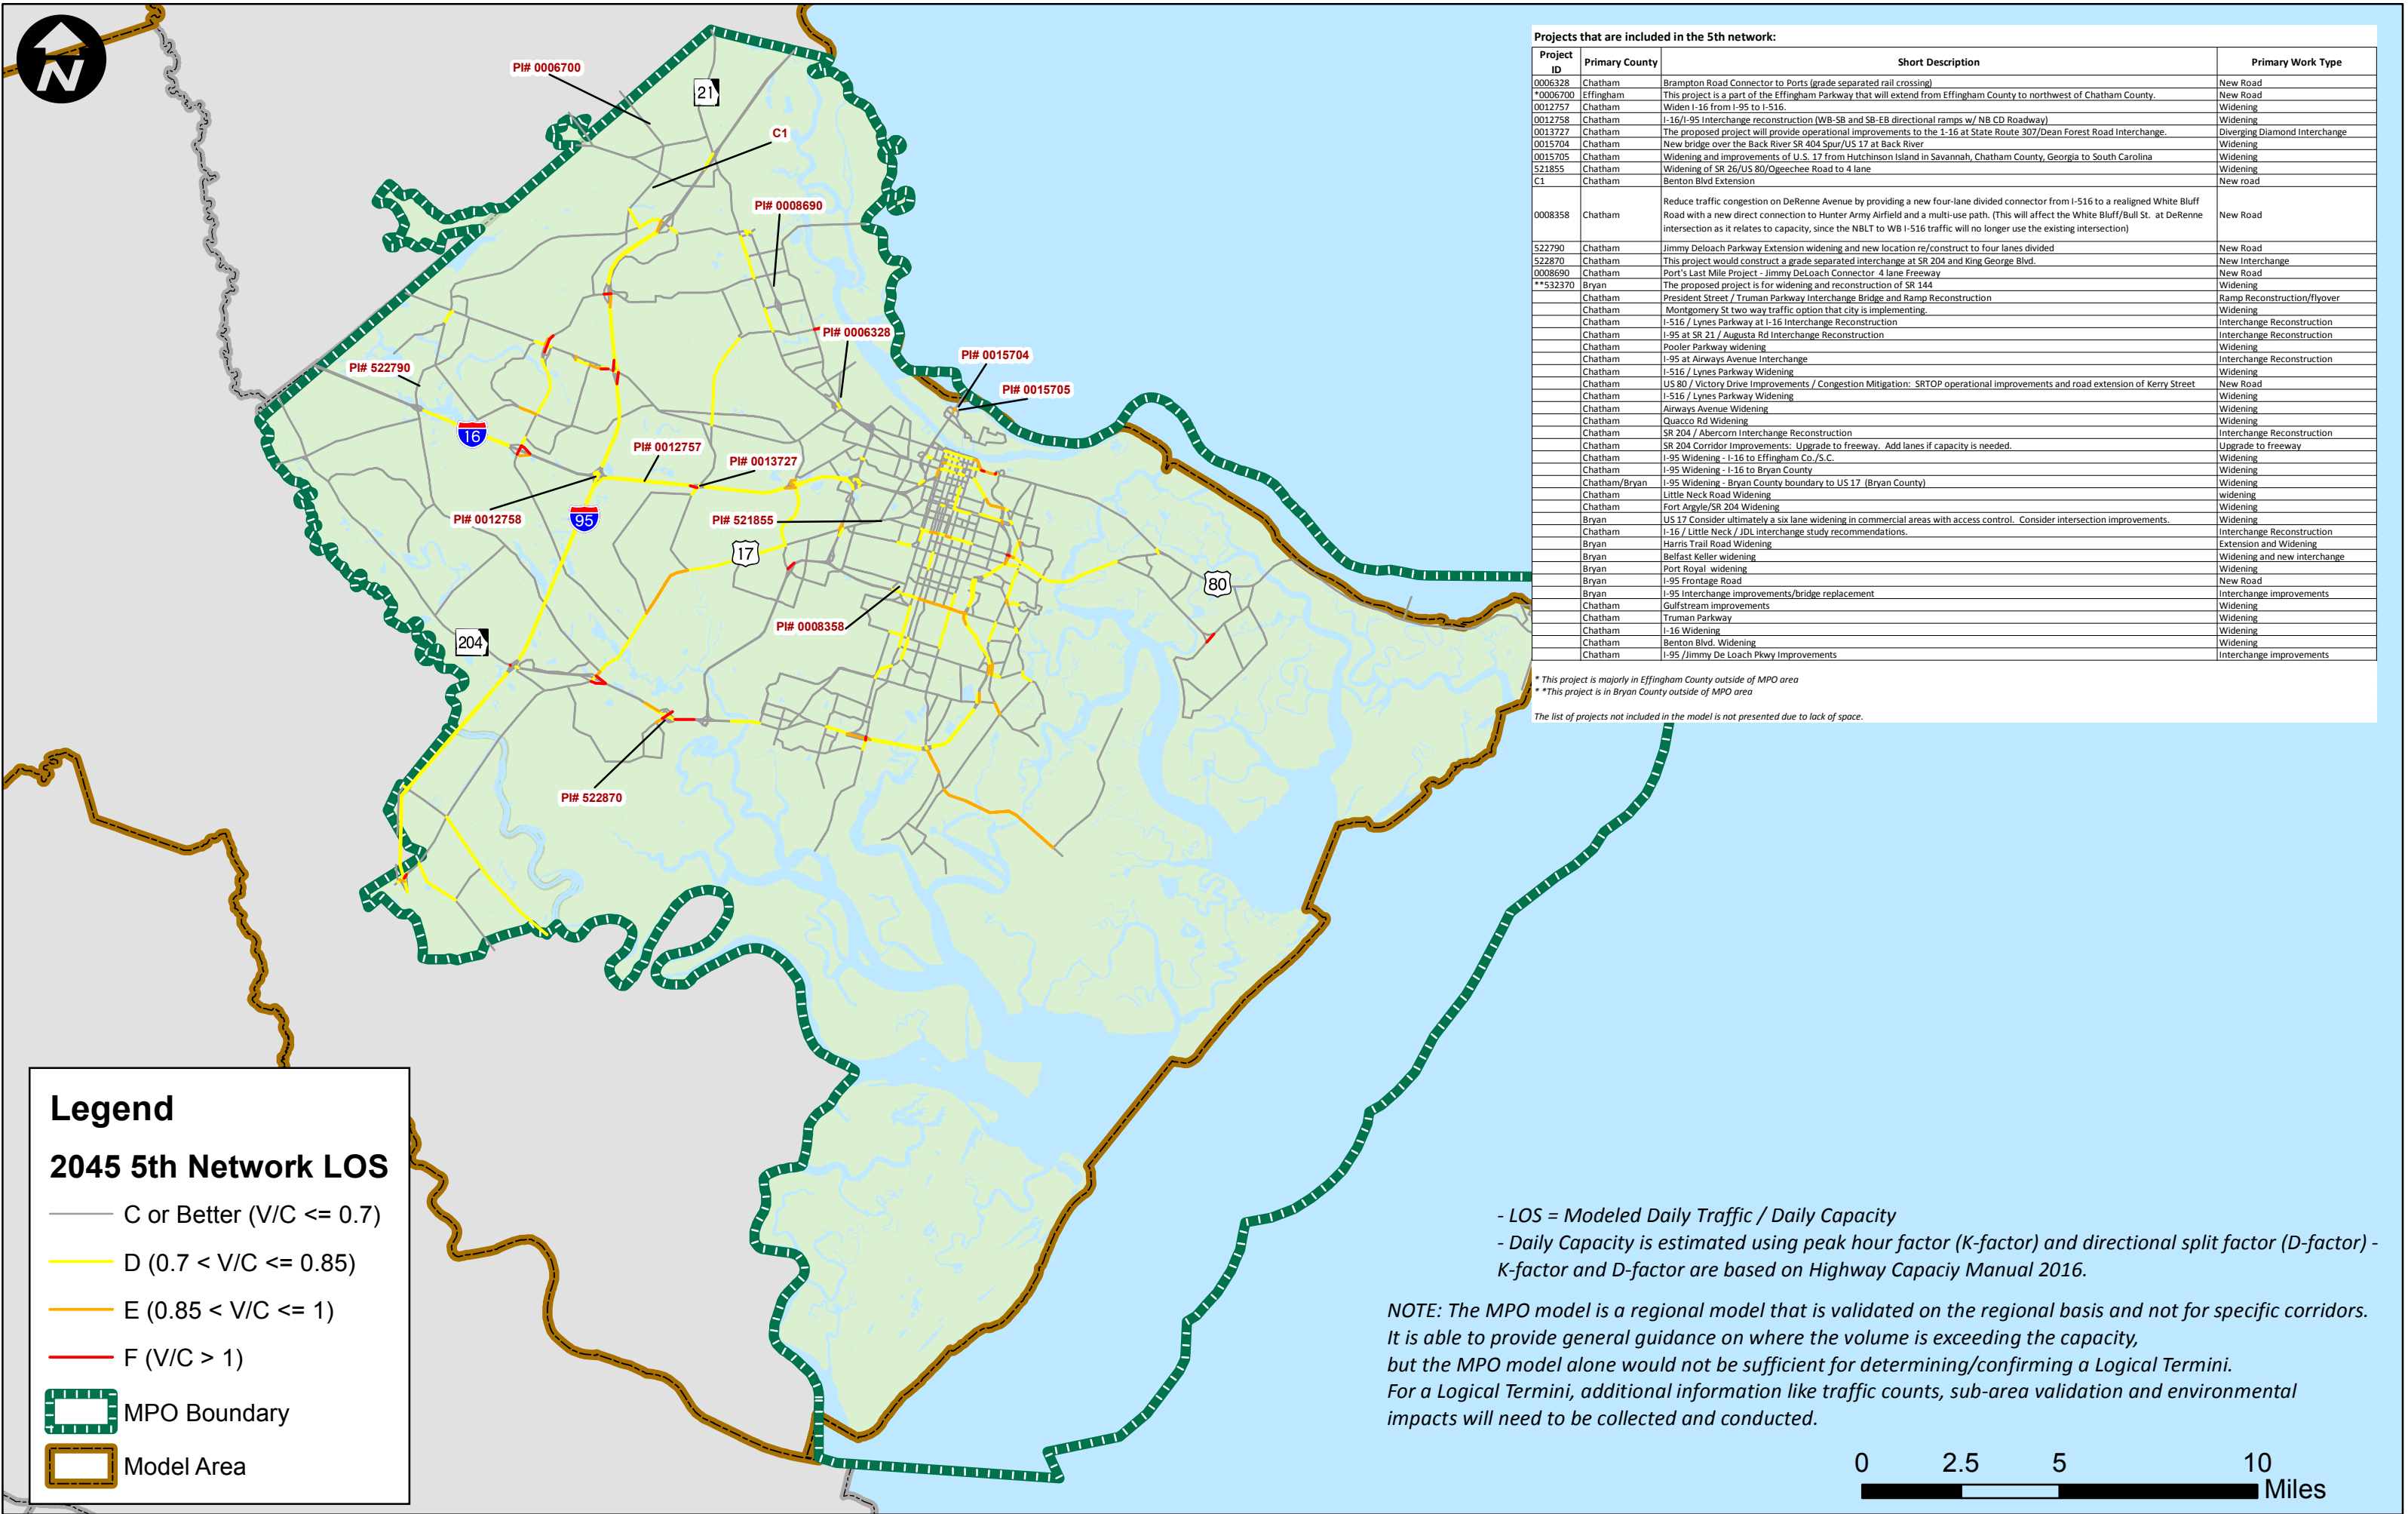 N
PI# 0006700
21
C1
PI# 0008690
PI# 0006328
PI# 522790
PI# 0015704
PI# 0015705
16
PI# 0012757
PI# 0013727
PI# 0012758
95
PI# 521855
17
80
PI# 0008358
204
PI# 522870
Projects that are included in the 5th network:
Project ID Primary County Short Description Primary Work Type
0006328 Chatham Brampton Road Connector to Ports (grade separated rail crossing) New Road
*0006700 Effingham This project is a part of the Effingham Parkway that will extend from Effingham County to northwest of Chatham County. New Road
0012757 Chatham Widen I-16 from I-95 to I-516. Widening
0012758 Chatham I-16/I-95 Interchange reconstruction (WB-SB and SB-EB directional ramps w/ NB CD Roadway) Widening
0013727 Chatham The proposed project will provide operational improvements to the 1-16 at State Route 307/Dean Forest Road Interchange. Diverging Diamond Interchange
0015704 Chatham New bridge over the Back River SR 404 Spur/US 17 at Back River Widening
0015705 Chatham Widening and improvements of U.S. 17 from Hutchinson Island in Savannah, Chatham County, Georgia to South Carolina Widening
521855 Chatham Widening of SR 26/US 80/Ogeechee Road to 4 lane Widening
C1 Chatham Benton Blvd Extension New road
Reduce traffic congestion on DeRenne Avenue by providing a new four-lane divided connector from I-516 to a realigned White Bluff
0008358 Chatham Road with a new direct connection to Hunter Army Airfield and a multi-use path. (This will affect the White Bluff/Bull St. at DeRenne New Road
intersection as it relates to capacity, since the NBLT to WB I-516 traffic will no longer use the existing intersection)
522790 Chatham Jimmy Deloach Parkway Extension widening and new location re/construct to four lanes divided New Road
522870 Chatham This project would construct a grade separated interchange at SR 204 and King George Blvd. New Interchange
0008690 Chatham Port's Last Mile Project - Jimmy DeLoach Connector 4 lane Freeway New Road
**532370 Bryan The proposed project is for widening and reconstruction of SR 144 Widening
Chatham President Street / Truman Parkway Interchange Bridge and Ramp Reconstruction Ramp Reconstruction/flyover
Chatham Montgomery St two way traffic option that city is implementing. Widening
Chatham I-516 / Lynes Parkway at I-16 Interchange Reconstruction Interchange Reconstruction
Chatham I-95 at SR 21 / Augusta Rd Interchange Reconstruction Interchange Reconstruction
Chatham Pooler Parkway widening Widening
Chatham I-95 at Airways Avenue Interchange Interchange Reconstruction
Chatham I-516 / Lynes Parkway Widening Widening
Chatham US 80 / Victory Drive Improvements / Congestion Mitigation: SRTOP operational improvements and road extension of Kerry Street New Road
Chatham I-516 / Lynes Parkway Widening Widening
Chatham Airways Avenue Widening Widening
Chatham Quacco Rd Widening Widening
Chatham SR 204 / Abercorn Interchange Reconstruction Interchange Reconstruction
Chatham SR 204 Corridor Improvements: Upgrade to freeway. Add lanes if capacity is needed. Upgrade to freeway
Chatham I-95 Widening - I-16 to Effingham Co./S.C. Widening
Chatham I-95 Widening - I-16 to Bryan County Widening
Chatham/Bryan I-95 Widening - Bryan County boundary to US 17 (Bryan County) Widening
Chatham Little Neck Road Widening widening
Chatham Fort Argyle/SR 204 Widening Widening
Bryan US 17 Consider ultimately a six lane widening in commercial areas with access control. Consider intersection improvements. Widening
Chatham I-16 / Little Neck / JDL interchange study recommendations. Interchange Reconstruction
Bryan Harris Trail Road Widening Extension and Widening
Bryan Belfast Keller widening Widening and new interchange
Bryan Port Royal widening Widening
Bryan I-95 Frontage Road New Road
Bryan I-95 Interchange improvements/bridge replacement Interchange improvements
Chatham Gulfstream improvements Widening
Chatham Truman Parkway Widening
Chatham I-16 Widening Widening
Chatham Benton Blvd. Widening Widening
Chatham I-95 /Jimmy De Loach Pkwy Improvements Interchange improvements
* This project is majorly in Effingham County outside of MPO area
* *This project is in Bryan County outside of MPO area
The list of projects not included in the model is not presented due to lack of space.
Legend
2045 5th Network LOS
C or Better (V/C <= 0.7)
D (0.7 < V/C <= 0.85)
E (0.85 < V/C <= 1)
F (V/C > 1)
MPO Boundary
Model Area
- LOS = Modeled Daily Traffic / Daily Capacity
- Daily Capacity is estimated using peak hour factor (K-factor) and directional split factor (D-factor) -
K-factor and D-factor are based on Highway Capaciy Manual 2016.
NOTE: The MPO model is a regional model that is validated on the regional basis and not for specific corridors.
It is able to provide general guidance on where the volume is exceeding the capacity,
but the MPO model alone would not be sufficient for determining/confirming a Logical Termini.
For a Logical Termini, additional information like traffic counts, sub-area validation and environmental
impacts will need to be collected and conducted.
0 2.5 5 10
Miles